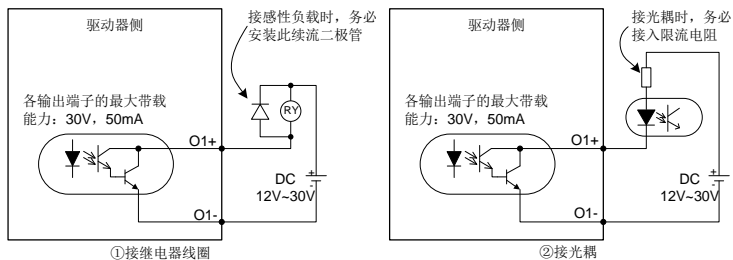 驱动器侧
接感性负载时，务必
安装此续流二极管
RY
各输出端子的最大带载
能力：30V，50mA
O1+
DC
12V~30V
O1-
①接继电器线圈
驱动器侧
接光耦时，务必
接入限流电阻
各输出端子的最大带载
能力：30V，50mA
O1+
DC
12V~30V
O1-
②接光耦